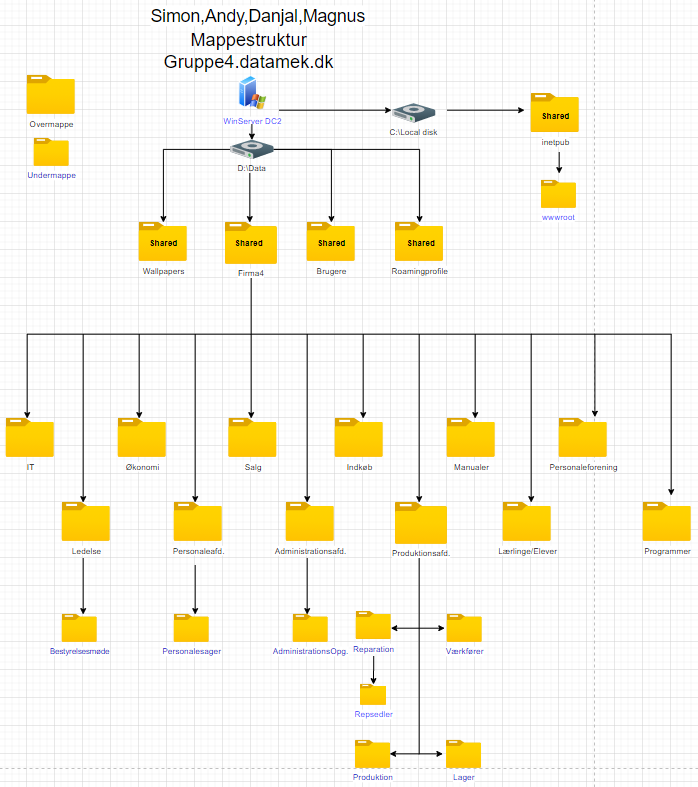 Simon,Andy,Danjal,Magnus
Mappestruktur
Gruppe4.datamek.dk
Overmappe
Undermappe
WinServer DC2
C:\Local disk
Shared
inetpub
wwwroot
D:\Data
Shared
Wallpapers
Shared
Firma4
Shared
Brugere
Shared
Roamingprofile
IT
Økonomi
Salg
Indkøb
Manualer
Personaleforening
Ledelse
Personaleafd.
Administrationsafd.
Produktionsafd.
Lærlinge/Elever
Programmer
Bestyrelsesmøde
Personalesager
AdministrationsOpg.
Reparation
Værkfører
Repsedler
Produktion
Lager